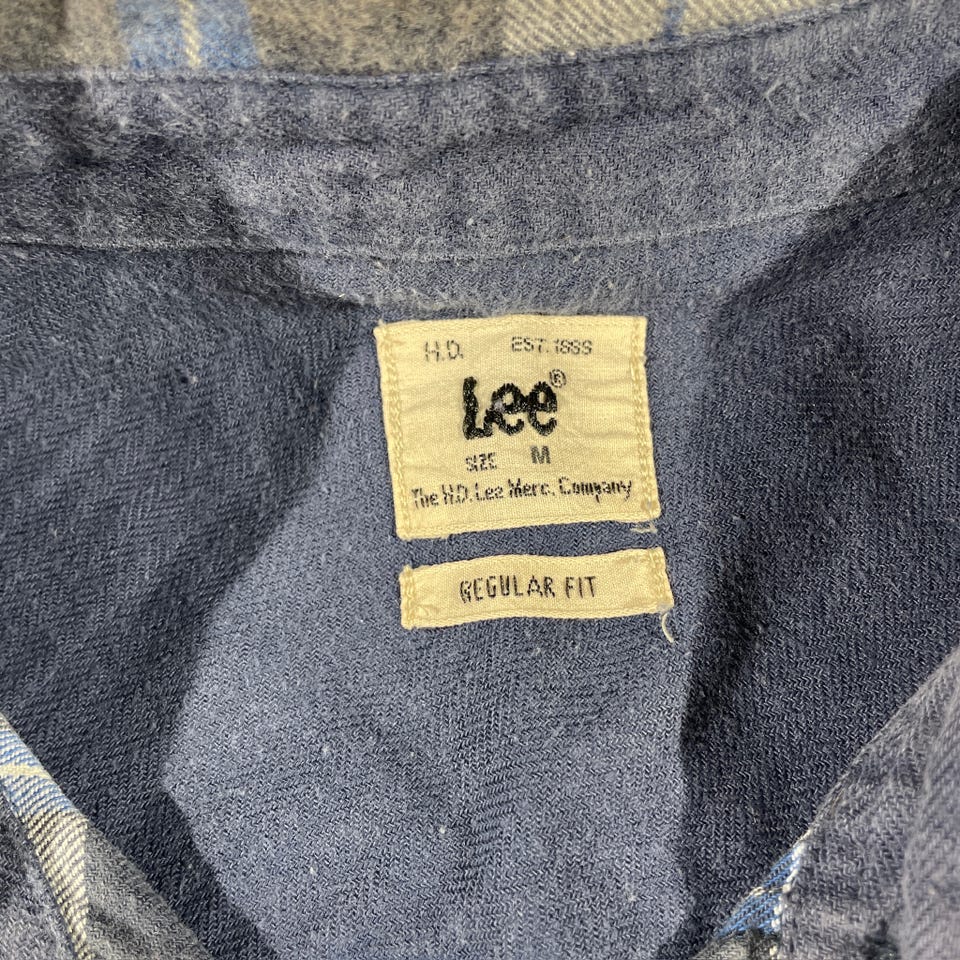 H.D. EST. 1889
Lee®
SIZE M
The H.D. Lee Merc. Company
REGULAR FIT